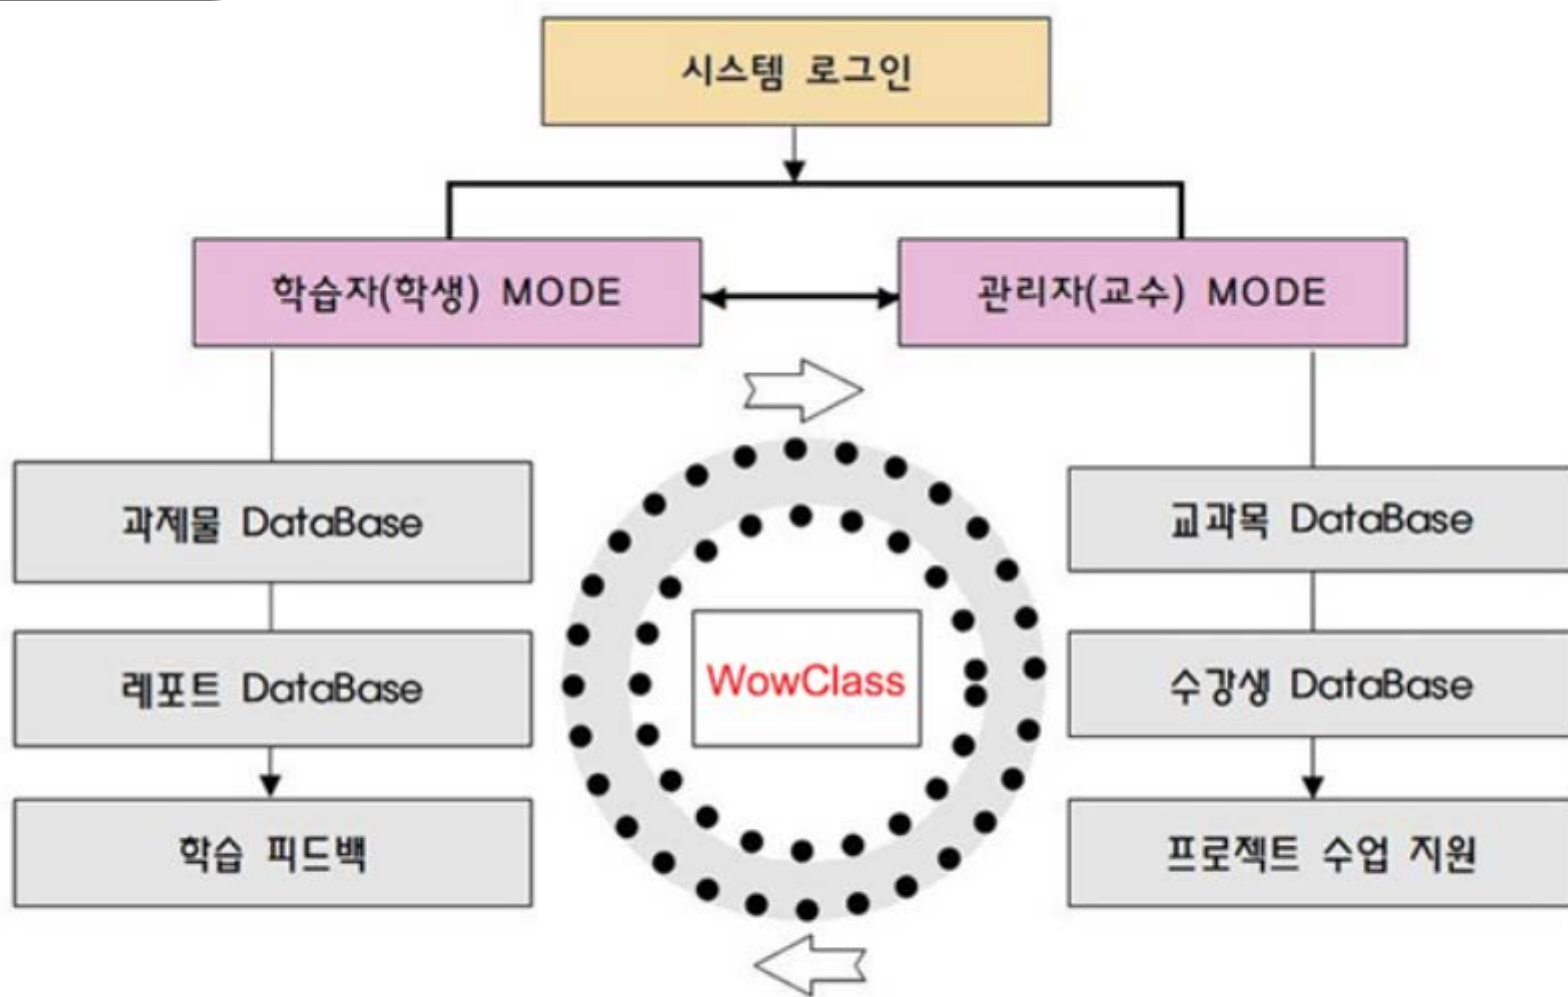 시스템 로그인
학습자(학생) MODE
관리자(교수) MODE
과제물 DataBase
교과목 DataBase
레포트 DataBase
WowClass
수강생 DataBase
학습 피드백
프로젝트 수업 지원